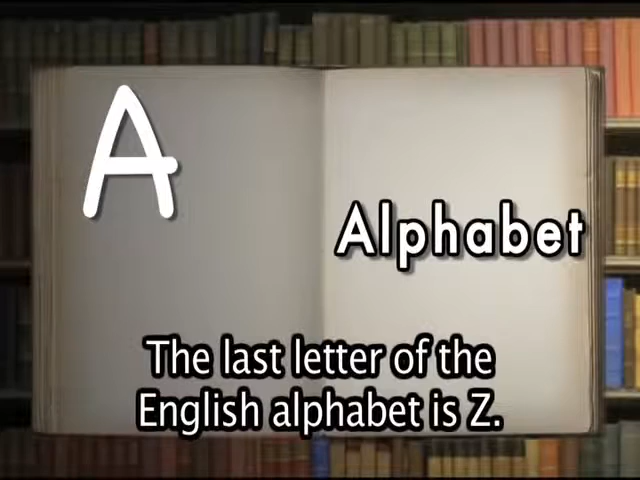 A
Alphabet
The last letter of the
English alphabet is Z.